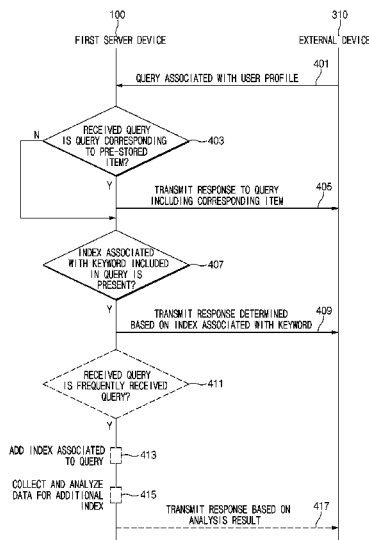 100
310
FIRST SERVER DEVICE
EXTERNAL DEVICE
401
QUERY ASSOCIATED WITH USER PROFILE
N
RECEIVED QUERY
IS QUERY CORRESPONDING
TO PRE-STORED
ITEM?
403
Y
TRANSMIT RESPONSE TO QUERY
INCLUDING CORRESPONDING ITEM
405
INDEX ASSOCIATED
WITH KEYWORD INCLUDED
IN QUERY IS
PRESENT?
407
Y
TRANSMIT RESPONSE DETERMINED
BASED ON INDEX ASSOCIATED WITH KEYWORD
409
RECEIVED QUERY
IS FREQUENTLY RECEIVED
QUERY?
411
Y
ADD INDEX ASSOCIATED
TO QUERY
413
COLLECT AND ANALYZE
DATA FOR ADDITIONAL
INDEX
415
TRANSMIT RESPONSE BASED ON
ANALYSIS RESULT
417